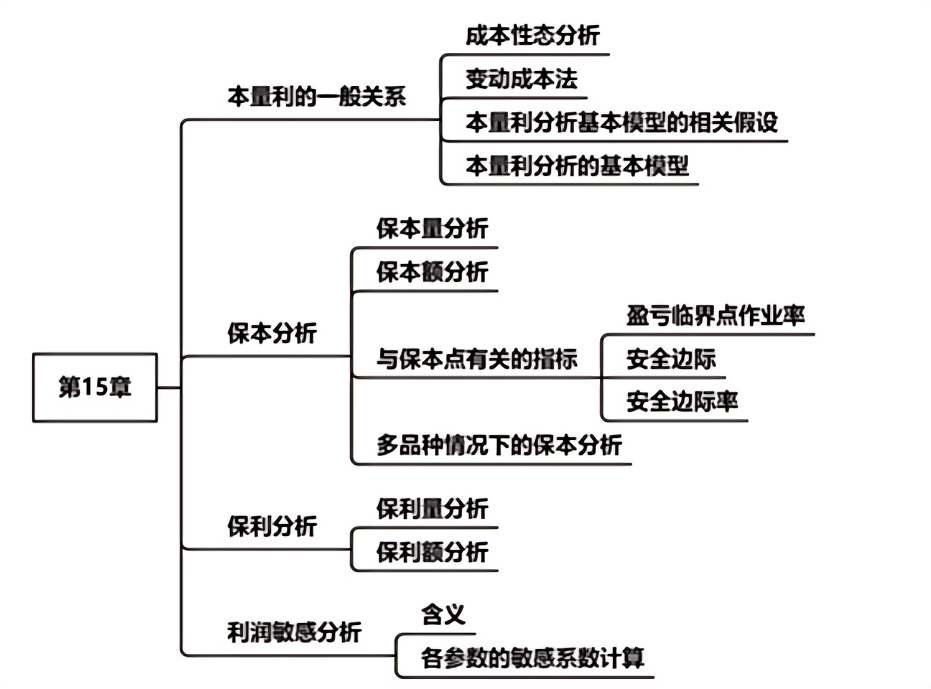 第15章
本量利的一般关系
成本性态分析
变动成本法
本量利分析基本模型的相关假设
本量利分析的基本模型
保本分析
保本量分析
保本额分析
与保本点有关的指标
盈亏临界点作业率
安全边际
安全边际率
多品种情况下的保本分析
保利分析
保利量分析
保利额分析
利润敏感分析
含义
各参数的敏感系数计算